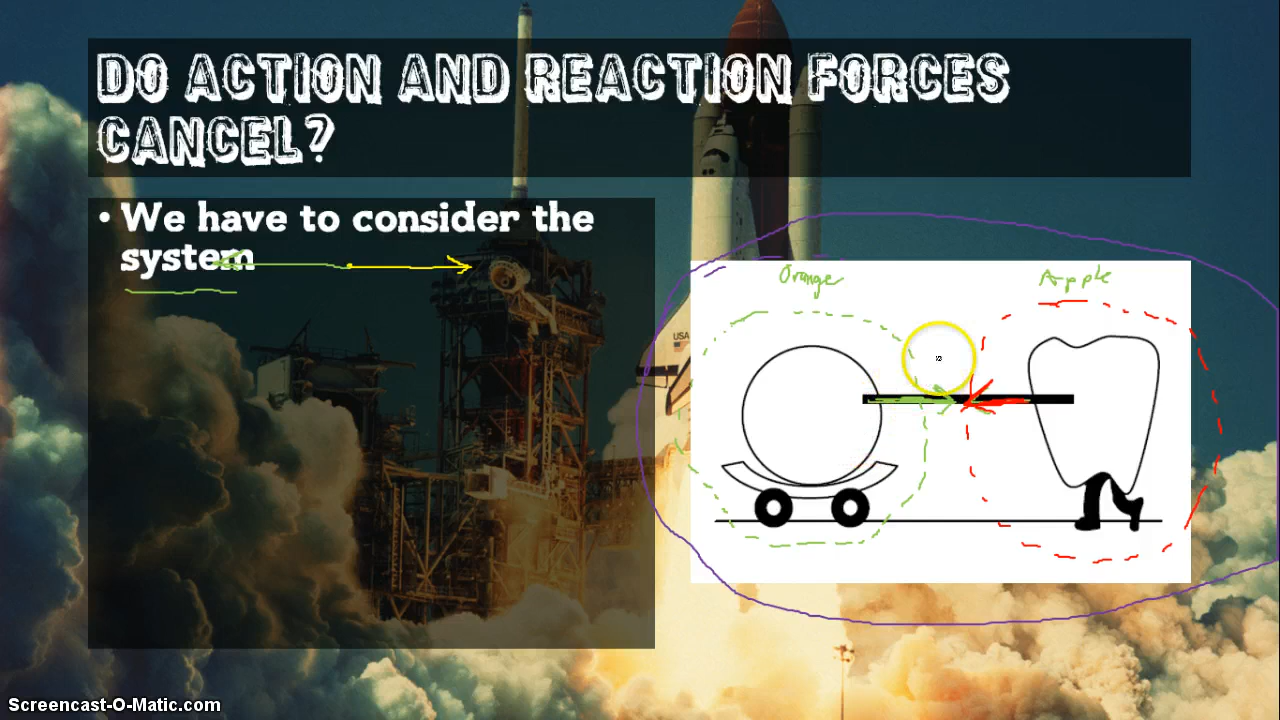 DO ACTION AND REACTION FORCES
CANCEL?
• We have to consider the
system
Orange
Apple
USA
Screencast-O-Matic.com